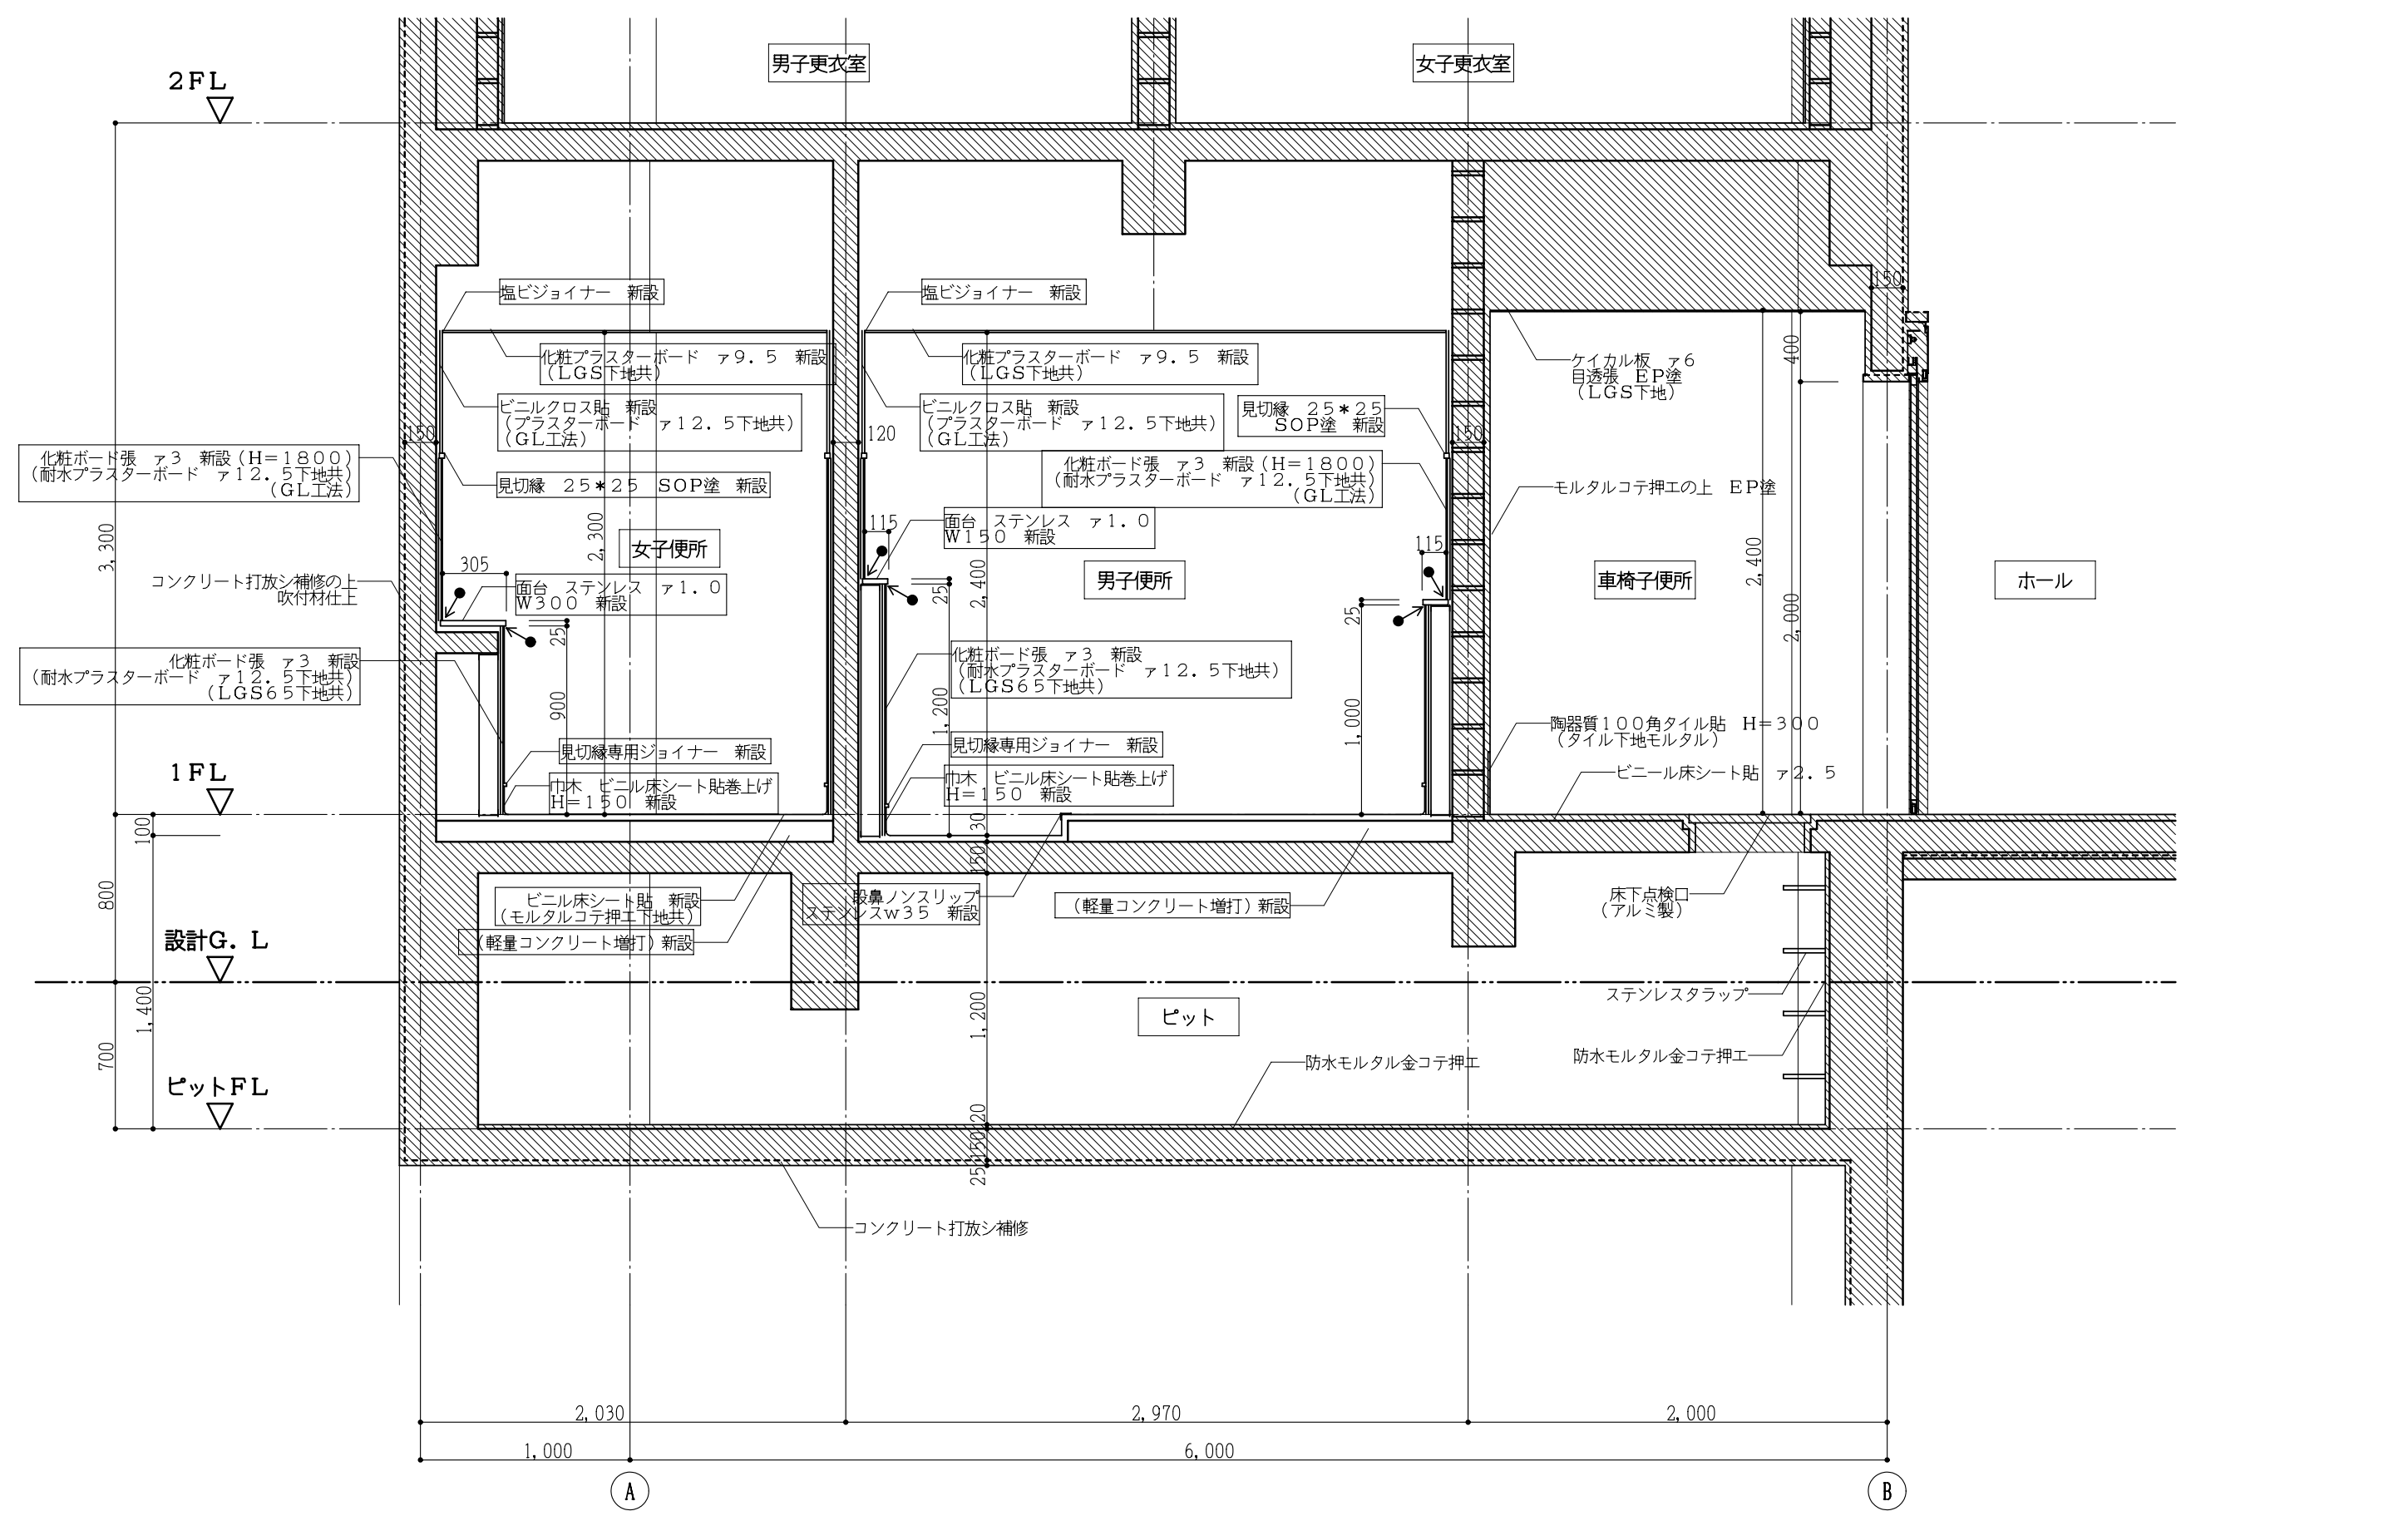 男子更衣室
女子更衣室
２ＦＬ
150
塩ビジョイナー　新設
塩ビジョイナー　新設
化粧プラスターボード　ァ９．５　新設
（ＬＧＳ下地共）
化粧プラスターボード　ァ９．５　新設
（ＬＧＳ下地共）
ケイカル板　ァ６
目透張　ＥＰ塗
（ＬＧＳ下地）
400
ビニルクロス貼　新設
（プラスターボード　ァ１２．５下地共）
（ＧＬ工法）
ビニルクロス貼　新設
（プラスターボード　ァ１２．５下地共）
（ＧＬ工法）
見切縁　２５＊２５
ＳＯＰ塗　新設
150
120
150
化粧ボード張　ァ３　新設（Ｈ＝１８００）
（耐水プラスターボード　ァ１２．５下地共）
（ＧＬ工法）
化粧ボード張　ァ３　新設（Ｈ＝１８００）
（耐水プラスターボード　ァ１２．５下地共）
（ＧＬ工法）
見切縁　２５＊２５　ＳＯＰ塗　新設
モルタルコテ押エの上　ＥＰ塗
面台　ステンレス　ァ１．０
Ｗ１５０　新設
115
115
3,300
2,300
女子便所
305
男子便所
車椅子便所
ホール
2,400
2,400
2,000
コンクリート打放シ補修の上
吹付材仕上
面台　ステンレス　ァ１．０
Ｗ３００　新設
25
25
25
化粧ボード張　ァ３　新設
（耐水プラスターボード　ァ１２．５下地共）
（ＬＧＳ６５下地共）
化粧ボード張　ァ３　新設
（耐水プラスターボード　ァ１２．５下地共）
（ＬＧＳ６５下地共）
900
1,200
1,000
陶器質１００角タイル貼　Ｈ＝３００
（タイル下地モルタル）
見切縁専用ジョイナー　新設
見切縁専用ジョイナー　新設
１ＦＬ
巾木　ビニル床シート貼巻上げ
Ｈ＝１５０　新設
巾木　ビニル床シート貼巻上げ
Ｈ＝１５０　新設
ビニール床シート貼　ァ２．５
100
30
150
800
ビニル床シート貼　新設
（モルタルコテ押エ下地共）
段鼻ノンスリップ
ステンレスｗ３５　新設
（軽量コンクリート増打）新設
床下点検口
（アルミ製）
（軽量コンクリート増打）新設
設計Ｇ．Ｌ
1,400
1,200
ステンレスタラップ
ピット
700
防水モルタル金コテ押エ
防水モルタル金コテ押エ
ピットＦＬ
20
150
25
コンクリート打放シ補修
2,030
2,970
2,000
1,000
6,000
A
B